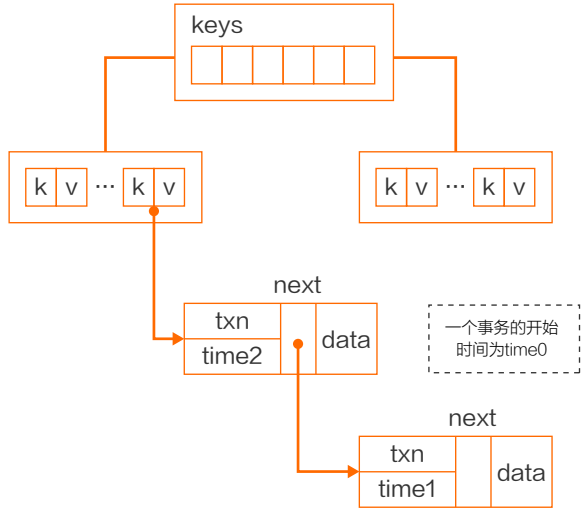 keys
k v ··· k v
k v ··· k v
next
txn
time2
data
一个事务的开始
时间为time0
next
txn
time1
data